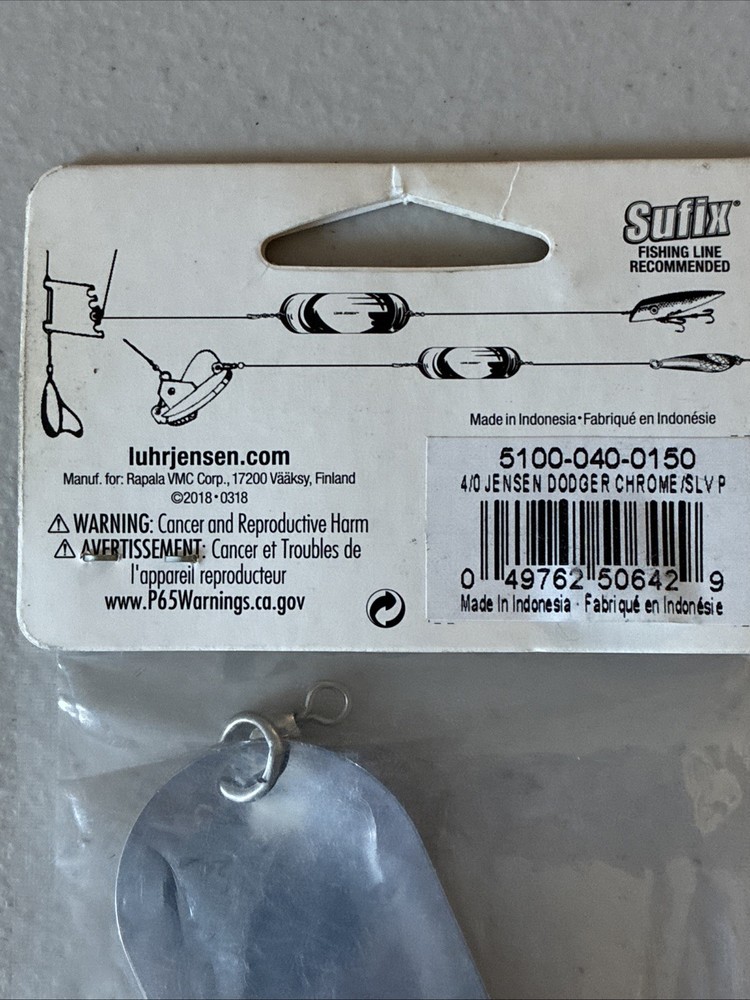 Sufix®
FISHING LINE
RECOMMENDED
Made in Indonesia•Fabriqué en Indonésie
luhrjensen.com
Manuf. for: Rapala VMC Corp., 17200 Vääksy, Finland
©2018•0318
WARNING: Cancer and Reproductive Harm
AVERTISSEMENT: Cancer et Troubles de
l'appareil reproducteur
www.P65Warnings.ca.gov
5100-040-0150
4/0 JENSEN DODGER CHROME/SLV P
0 49762 50642 9
Made In Indonesia · Fabriqué en Indonésie